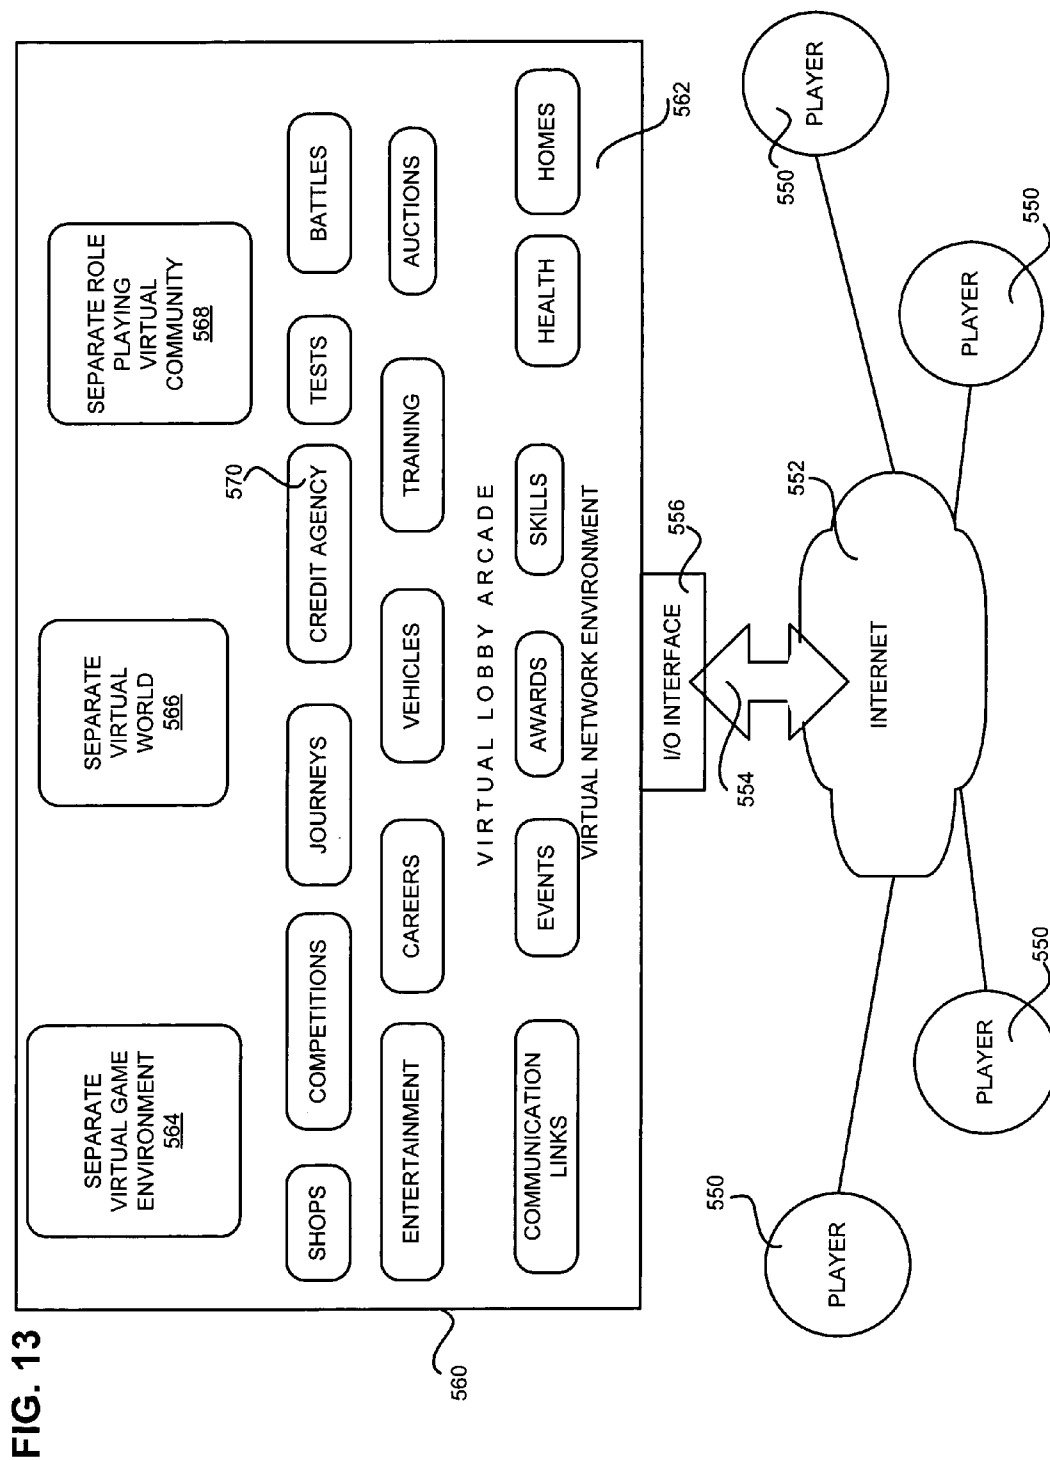 FIG. 13
SEPARATE
VIRTUAL GAME
ENVIRONMENT
564
SEPARATE
VIRTUAL
WORLD
566
SEPARATE ROLE
PLAYING
VIRTUAL
COMMUNITY
568
570
SHOPS
COMPETITIONS
JOURNEYS
CREDIT AGENCY
TESTS
BATTLES
ENTERTAINMENT
CAREERS
VEHICLES
TRAINING
AUCTIONS
VIRTUAL LOBBY ARCADE
COMMUNICATION
LINKS
EVENTS
AWARDS
SKILLS
HEALTH
HOMES
VIRTUAL NETWORK ENVIRONMENT
560
562
I/O INTERFACE
556
554
552
INTERNET
550
PLAYER
550
PLAYER
550
PLAYER
550
PLAYER